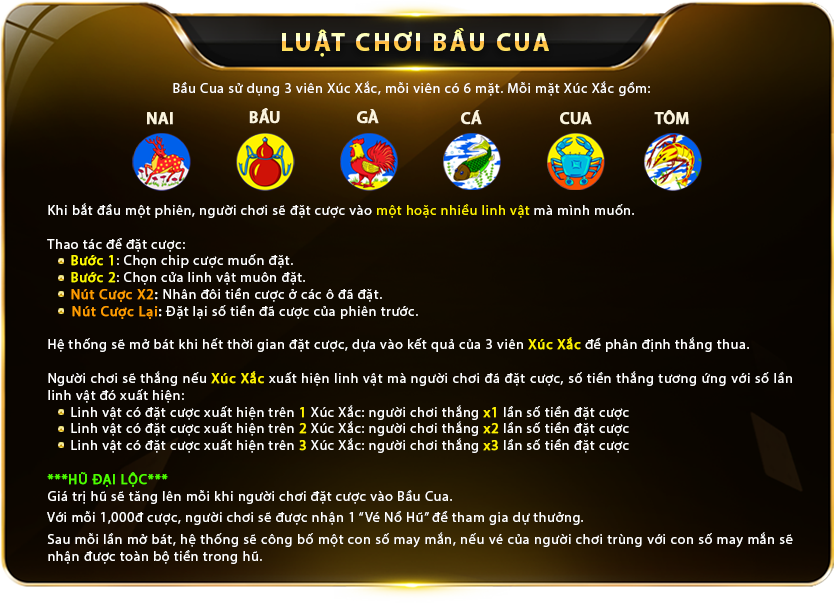 LUẬT CHƠI BẦU CUA
Bầu Cua sử dụng 3 viên Xúc Xắc, mỗi viên có 6 mặt. Mỗi mặt Xúc Xắc gồm:
NAI BẦU GÀ CÁ CUA TÔM
Khi bắt đầu một phiên, người chơi sẽ đặt cược vào một hoặc nhiều linh vật mà mình muốn.
Thao tác để đặt cược:
Bước 1: Chọn chip cược muốn đặt.
Bước 2: Chọn cửa linh vật muôn đặt.
Nút Cược X2: Nhân đôi tiền cược ở các ô đã đặt.
Nút Cược Lại: Đặt lại số tiền đã cược của phiên trước.
Hệ thống sẽ mở bát khi hết thời gian đặt cược, dựa vào kết quả của 3 viên Xúc Xắc để phân định thắng thua.
Người chơi sẽ thắng nếu Xúc Xắc xuất hiện linh vật mà người chơi đã đặt cược, số tiền thắng tương ứng với số lần
linh vật đó xuất hiện:
Linh vật có đặt cược xuất hiện trên 1 Xúc Xắc: người chơi thắng x1 lần số tiền đặt cược
Linh vật có đặt cược xuất hiện trên 2 Xúc Xắc: người chơi thắng x2 lần số tiền đặt cược
Linh vật có đặt cược xuất hiện trên 3 Xúc Xắc: người chơi thắng x3 lần số tiền đặt cược
***HŨ ĐẠI LỘC***
Giá trị hũ sẽ tăng lên mỗi khi người chơi đặt cược vào Bầu Cua.
Với mỗi 1,000đ cược, người chơi sẽ được nhận 1 “Vé Nổ Hũ” để tham gia dự thưởng.
Sau mỗi lần mở bát, hệ thống sẽ công bố một con số may mắn, nếu vé của người chơi trùng với con số may mắn sẽ
nhận được toàn bộ tiền trong hũ.